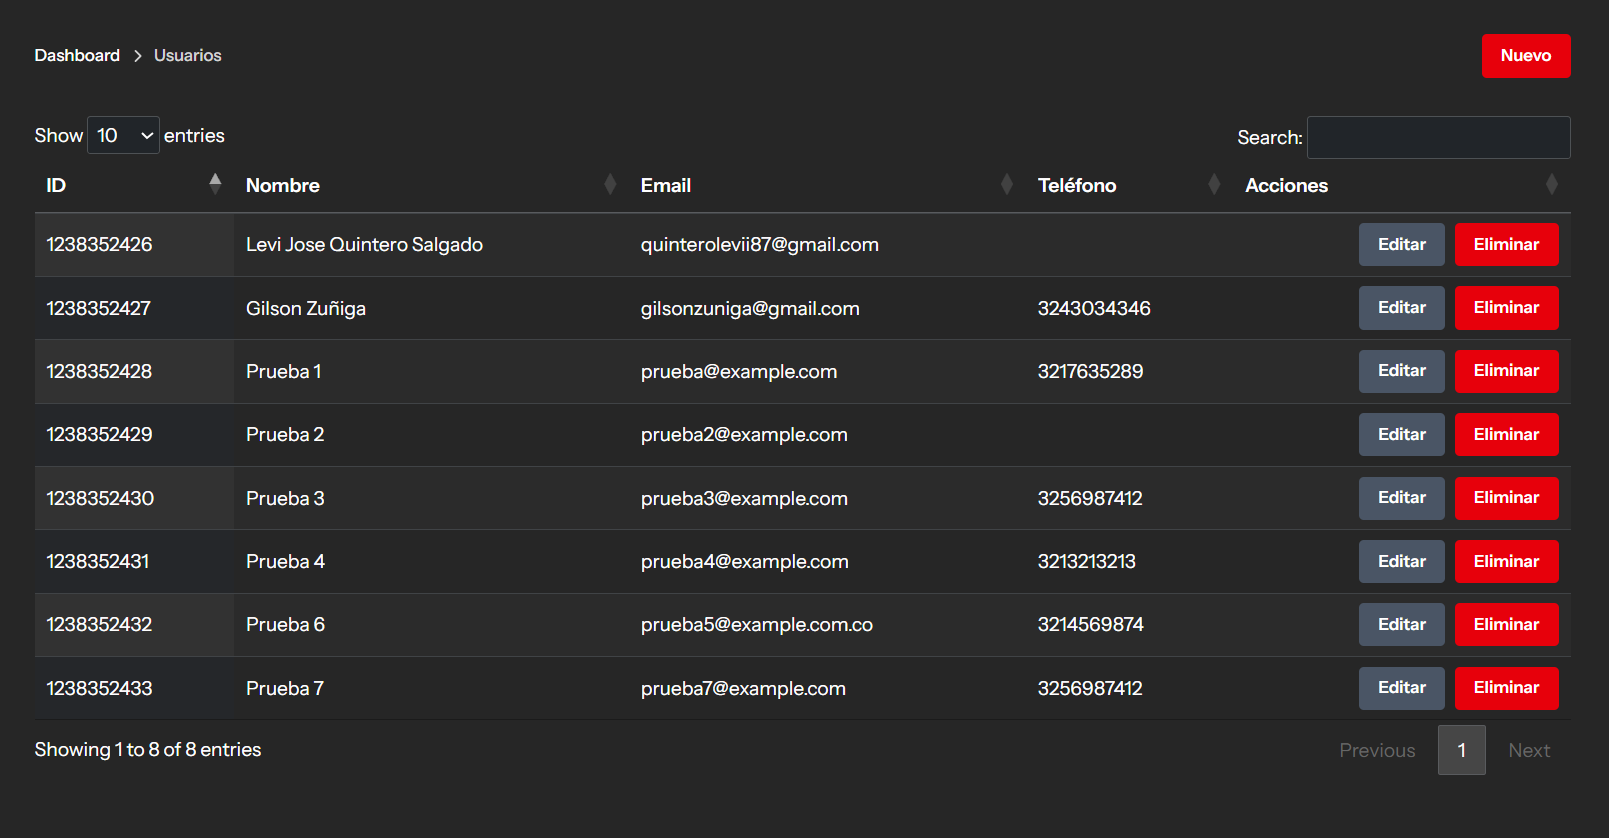 Dashboard > Usuarios Nuevo
Show 10 entries Search:
ID Nombre Email Teléfono Acciones
1238352426 Levi Jose Quintero Salgado quinterolevii87@gmail.com Editar Eliminar
1238352427 Gilson Zuñiga gilsonzuniga@gmail.com 3243034346 Editar Eliminar
1238352428 Prueba 1 prueba@example.com 3217635289 Editar Eliminar
1238352429 Prueba 2 prueba2@example.com Editar Eliminar
1238352430 Prueba 3 prueba3@example.com 3256987412 Editar Eliminar
1238352431 Prueba 4 prueba4@example.com 3213213213 Editar Eliminar
1238352432 Prueba 6 prueba5@example.com.co 3214569874 Editar Eliminar
1238352433 Prueba 7 prueba7@example.com 3256987412 Editar Eliminar
Showing 1 to 8 of 8 entries Previous 1 Next